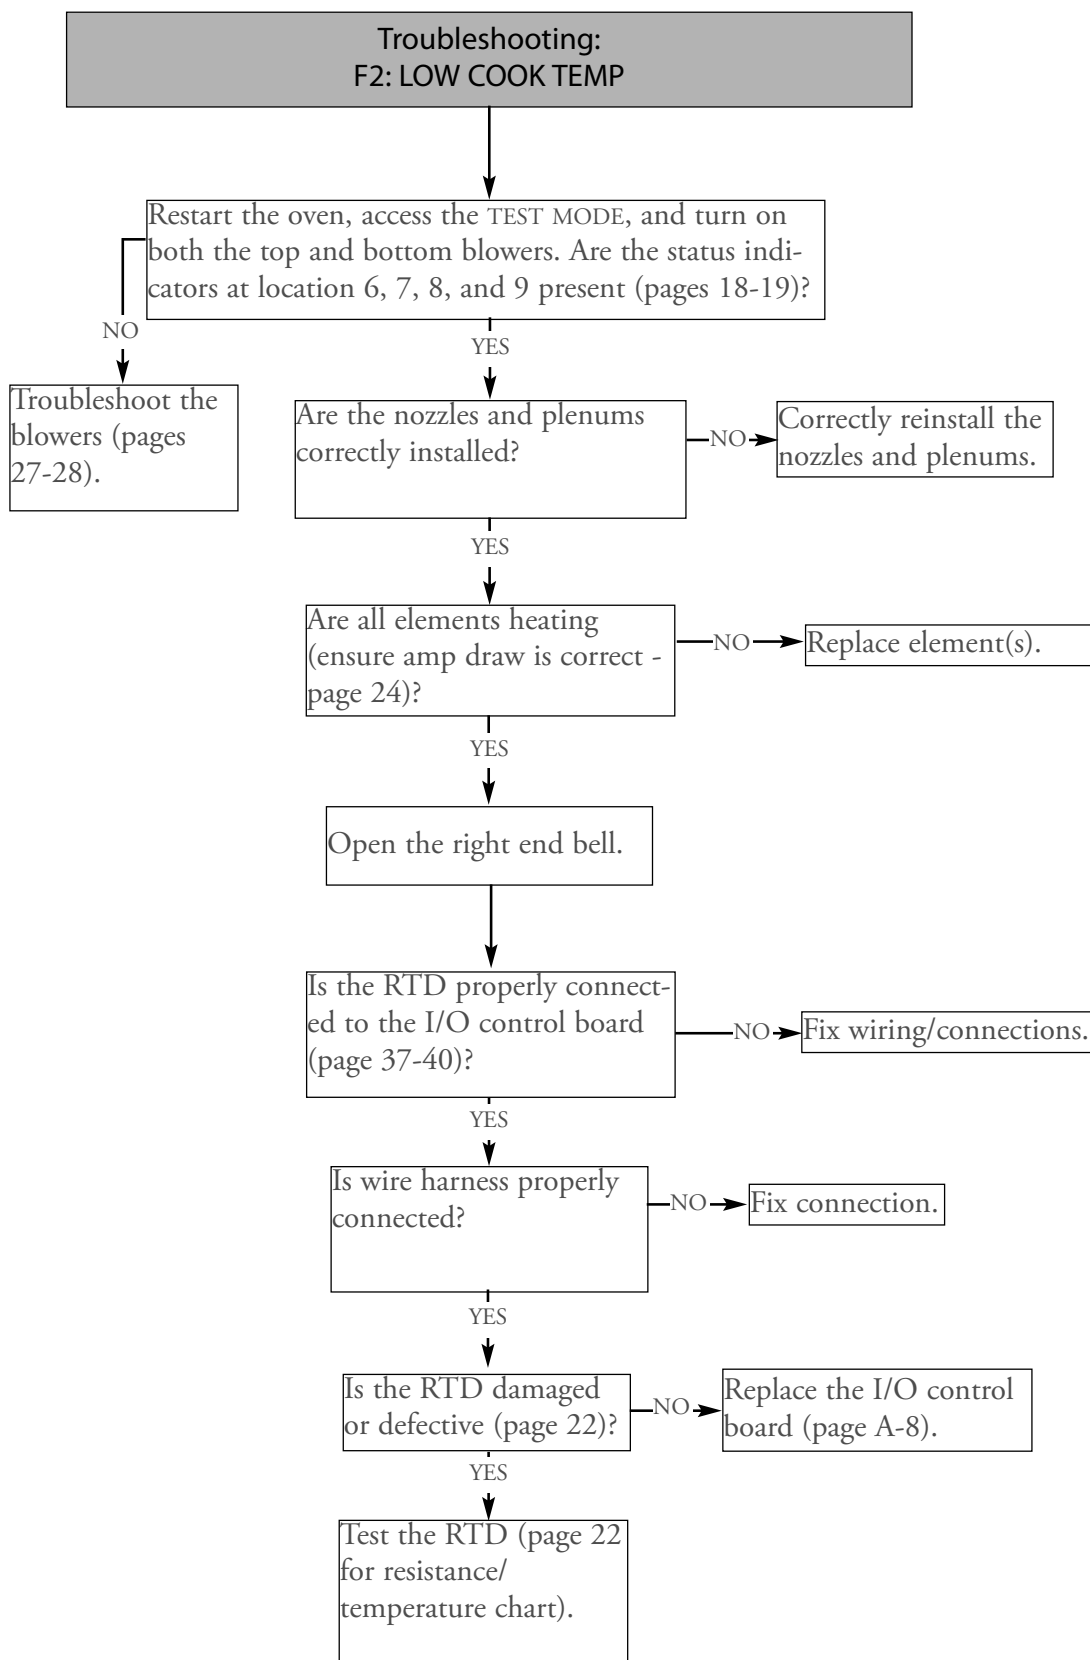 Troubleshooting:
F2: LOW COOK TEMP
Restart the oven, access the TEST MODE, and turn on
both the top and bottom blowers. Are the status indi-
cators at location 6, 7, 8, and 9 present (pages 18-19)?
NO
YES
Troubleshoot the
blowers (pages
27-28).
Are the nozzles and plenums
correctly installed?
NO
Correctly reinstall the
nozzles and plenums.
YES
Are all elements heating
(ensure amp draw is correct -
page 24)?
NO
Replace element(s).
YES
Open the right end bell.
Is the RTD properly connect-
ed to the I/O control board
(page 37-40)?
NO
Fix wiring/connections.
YES
Is wire harness properly
connected?
NO
Fix connection.
YES
Is the RTD damaged
or defective (page 22)?
NO
Replace the I/O control
board (page A-8).
YES
Test the RTD (page 22
for resistance/
temperature chart).